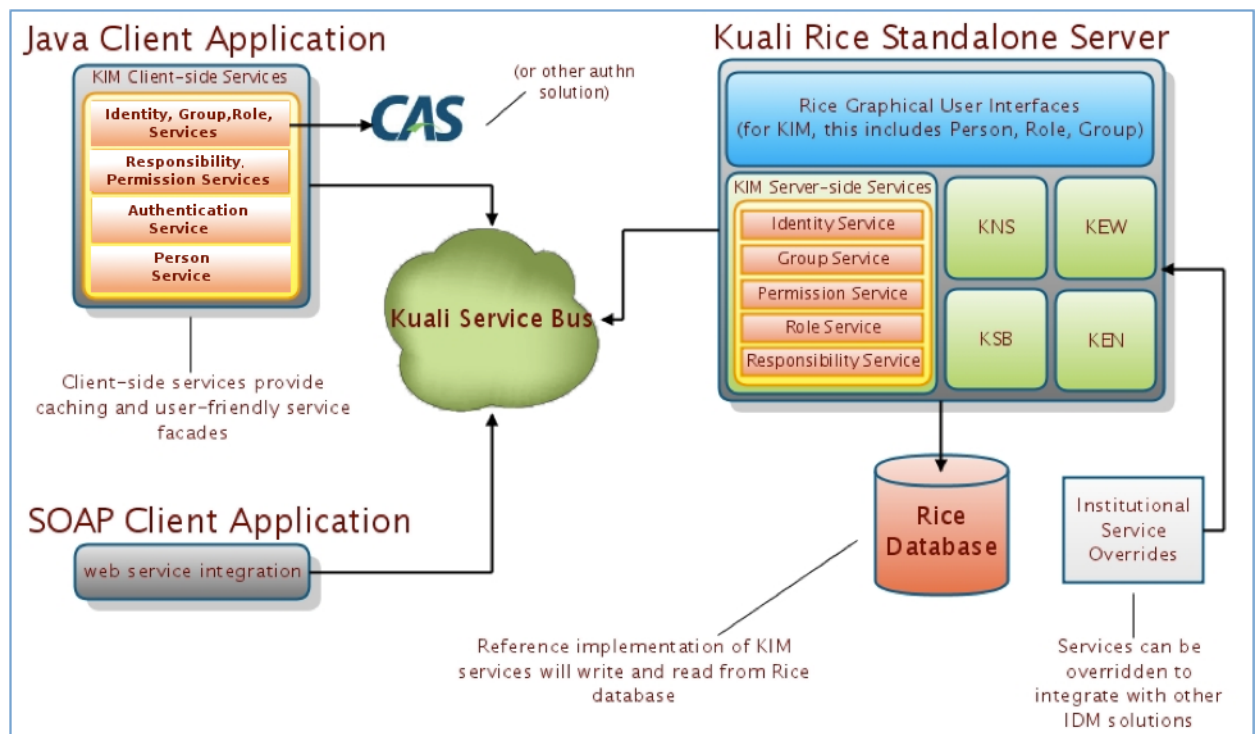 Java Client Application
KIM Client-side Services
Identity, Group,Role,
Services
Responsibility,
Permission Services
Authentication
Service
Person
Service
CAS
(or other authn
solution)
Client-side services provide
caching and user-friendly service
facades
Kuali Service Bus
SOAP Client Application
web service integration
Kuali Rice Standalone Server
Rice Graphical User Interfaces
(for KIM, this includes Person, Role, Group)
KIM Server-side Services
Identity Service
Group Service
Permission Service
Role Service
Responsibility Service
KNS
KEW
KSB
KEN
Rice
Database
Reference implementation of KIM
services will write and read from Rice
database
Institutional
Service
Overrides
Services can be
overridden to
integrate with other
IDM solutions